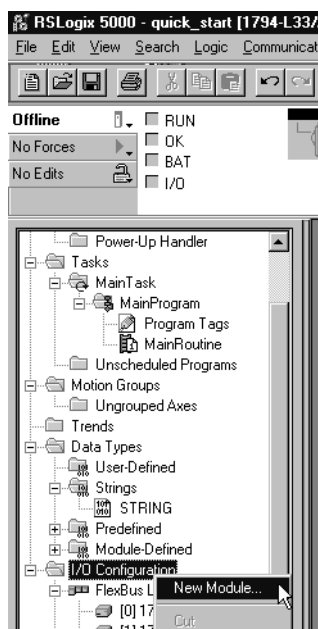 RSLogix 5000 - quick_start [1794-L33/
File Edit View Search Logic Communicat
Offline
RUN
No Forces
OK
BAT
No Edits
I/O
Power-Up Handler
Tasks
MainTask
MainProgram
Program Tags
MainRoutine
Unscheduled Programs
Motion Groups
Ungrouped Axes
Trends
Data Types
User-Defined
Strings
STRING
Predefined
Module-Defined
I/O Configuration
FlexBus L
New Module...
[0] 17
Cut